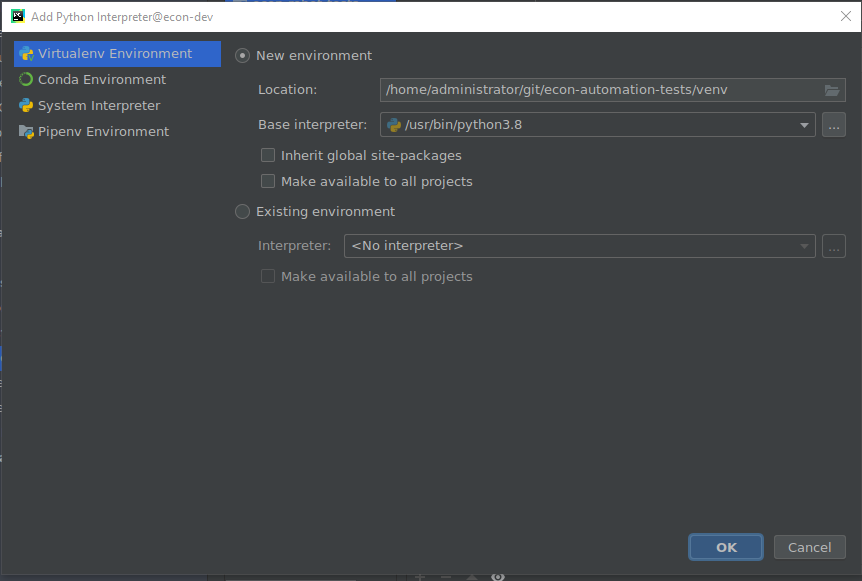 Add Python Interpreter@econ-dev
Virtualenv Environment
Conda Environment
System Interpreter
Pipenv Environment
New environment
Location: /home/administrator/git/econ-automation-tests/venv
Base interpreter: /usr/bin/python3.8 ...
Inherit global site-packages
Make available to all projects
Existing environment
Interpreter: <No interpreter> ...
Make available to all projects
OK Cancel